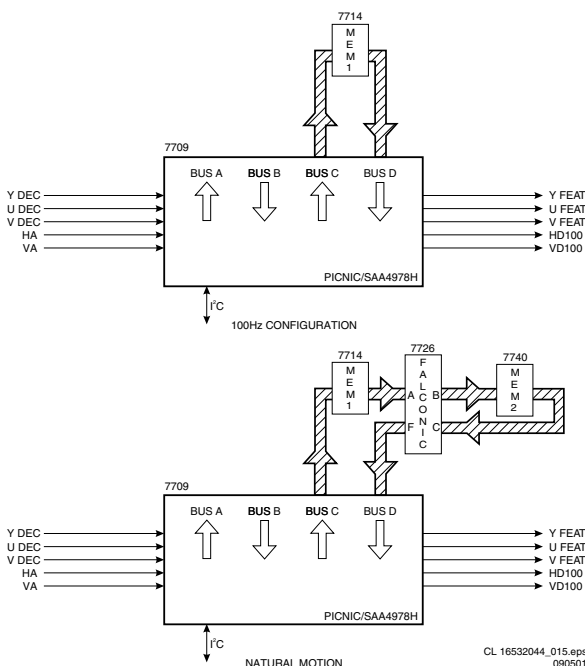 7714
M
E
M
1
7709
BUS A BUS B BUS C BUS D
Y DEC Y FEAT
U DEC U FEAT
V DEC V FEAT
HA HD100
VA VD100
PICNIC/SAA4978H
I²C
100Hz CONFIGURATION
7714 7726 7740
M
E
M
1
F
A
L
C
O
N
I
C
M
E
M
2
A B
F C
7709
BUS A BUS B BUS C BUS D
Y DEC Y FEAT
U DEC U FEAT
V DEC V FEAT
HA HD100
VA VD100
PICNIC/SAA4978H
I²C
NATURAL MOTION
CL 16532044_015.eps
090501